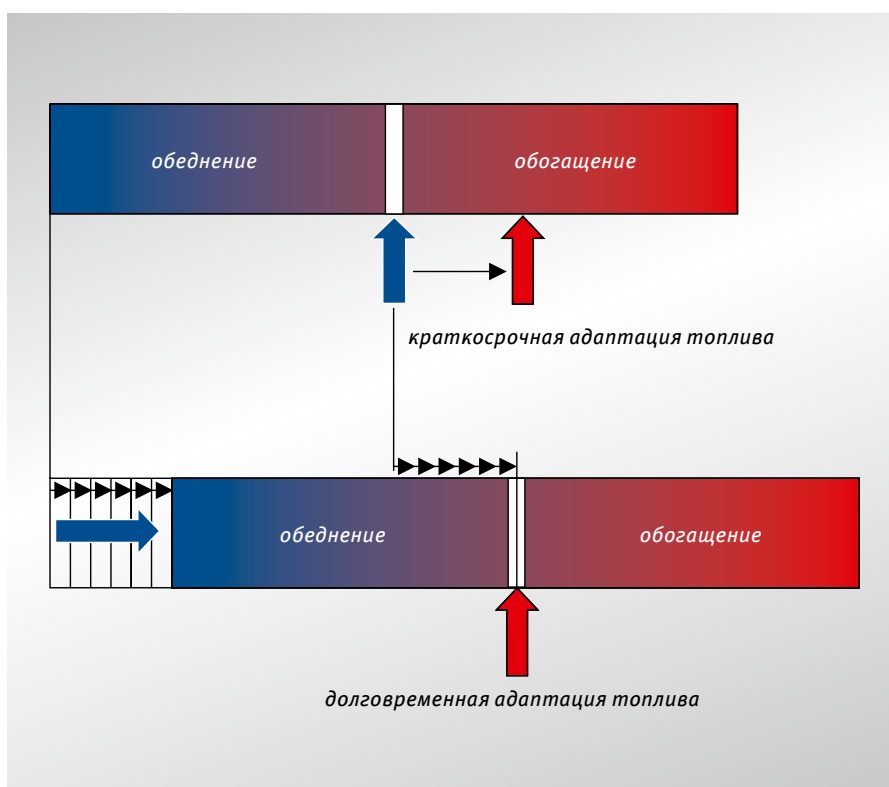 обеднение обогащение
краткосрочная адаптация топлива
обеднение обогащение
долговременная адаптация топлива